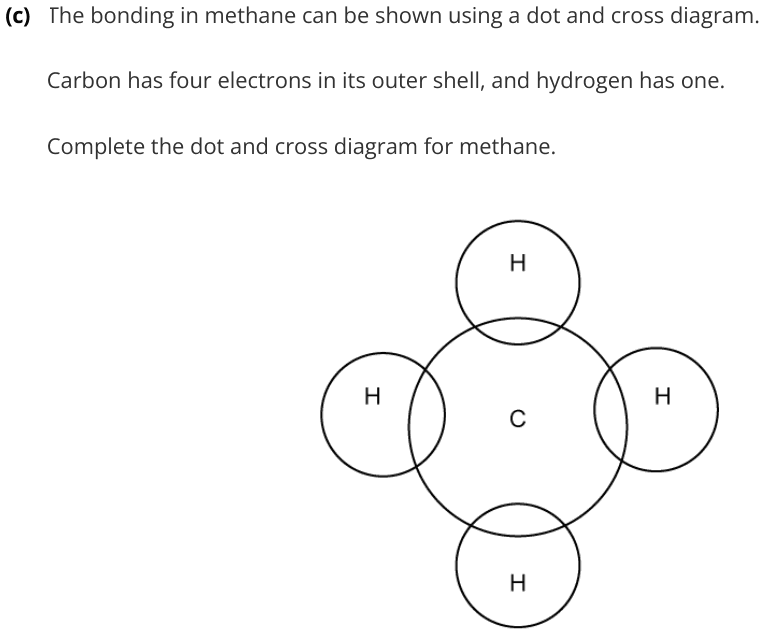 (c) The bonding in methane can be shown using a dot and cross diagram.
Carbon has four electrons in its outer shell, and hydrogen has one.
Complete the dot and cross diagram for methane.
H
H
H
C
H